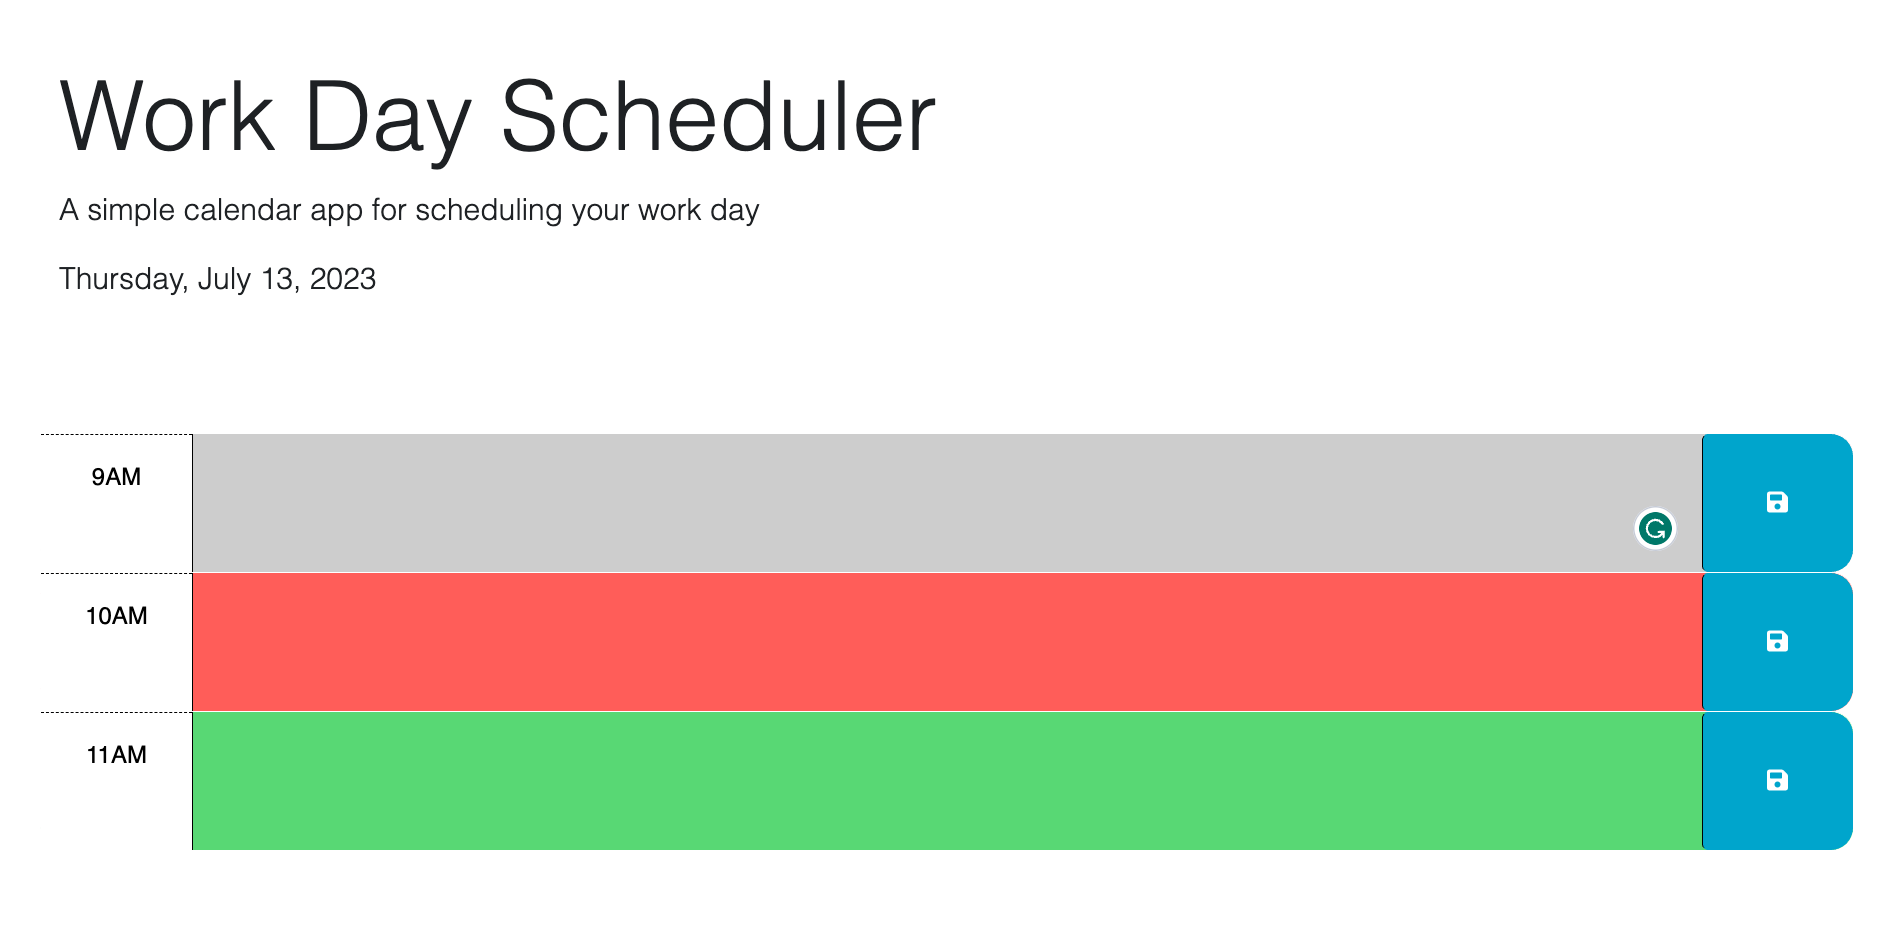 Work Day Scheduler
A simple calendar app for scheduling your work day
Thursday, July 13, 2023
9AM
10AM
11AM